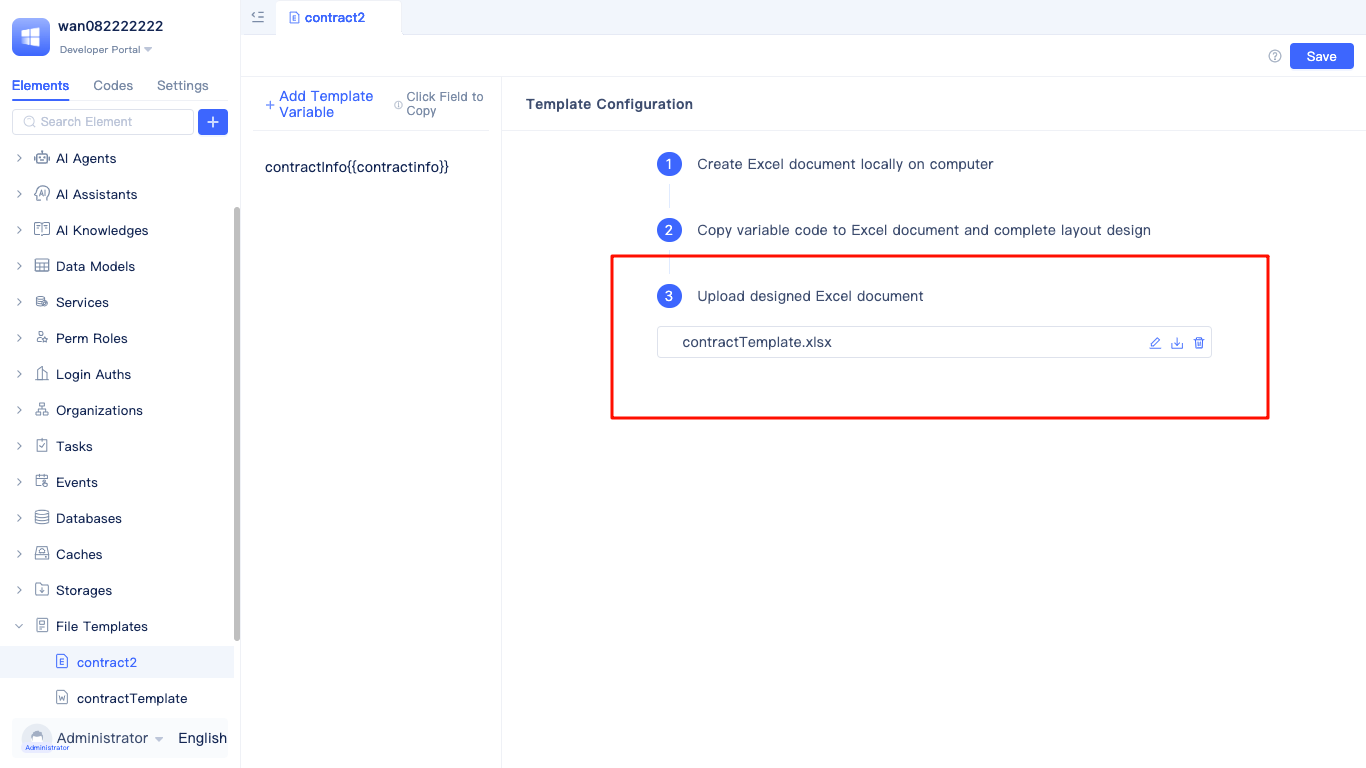 wan082222222
Developer Portal
Elements
Codes
Settings
Search Element
AI Agents
AI Assistants
AI Knowledges
Data Models
Services
Perm Roles
Login Auths
Organizations
Tasks
Events
Databases
Caches
Storages
File Templates
contract2
contractTemplate
Administrator
Administrator
English
contract2
Save
+ Add Template
Variable
Click Field to
Copy
contractInfo{{contractinfo}}
Template Configuration
1 Create Excel document locally on computer
2 Copy variable code to Excel document and complete layout design
3 Upload designed Excel document
contractTemplate.xlsx